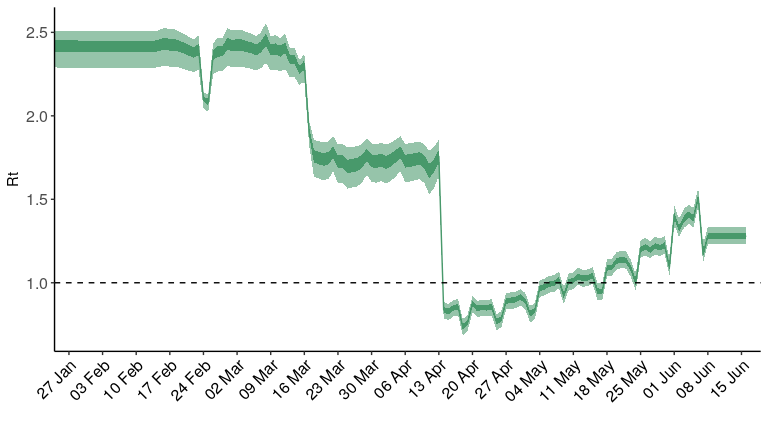 2.5
2.0
1.5
1.0
Rt
27 Jan
03 Feb
10 Feb
17 Feb
24 Feb
02 Mar
09 Mar
16 Mar
23 Mar
30 Mar
06 Apr
13 Apr
20 Apr
27 Apr
04 May
11 May
18 May
25 May
01 Jun
08 Jun
15 Jun